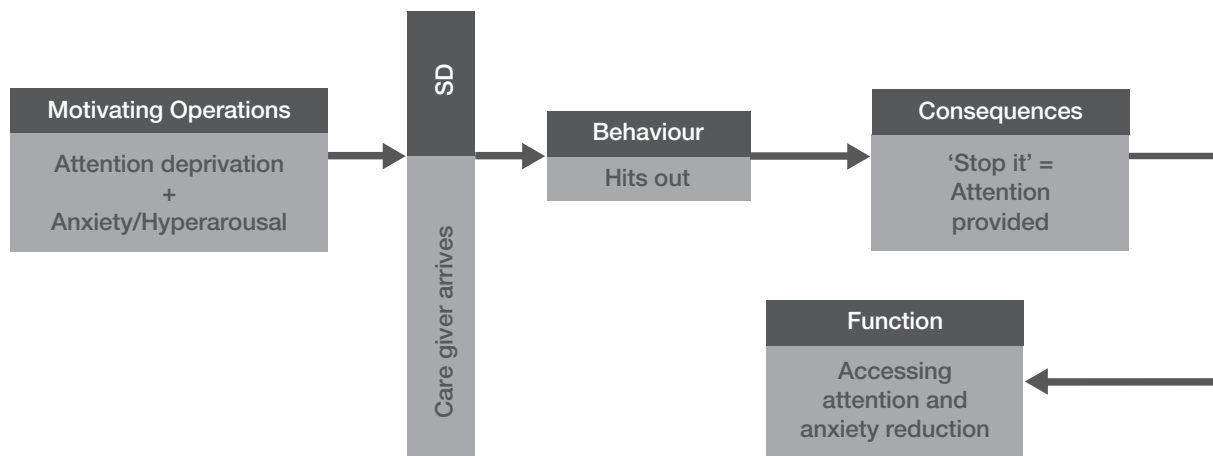 Motivating Operations
Attention deprivation
+
Anxiety/Hyperarousal
SD
Care giver arrives
Behaviour
Hits out
Consequences
‘Stop it’ =
Attention
provided
Function
Accessing
attention and
anxiety reduction